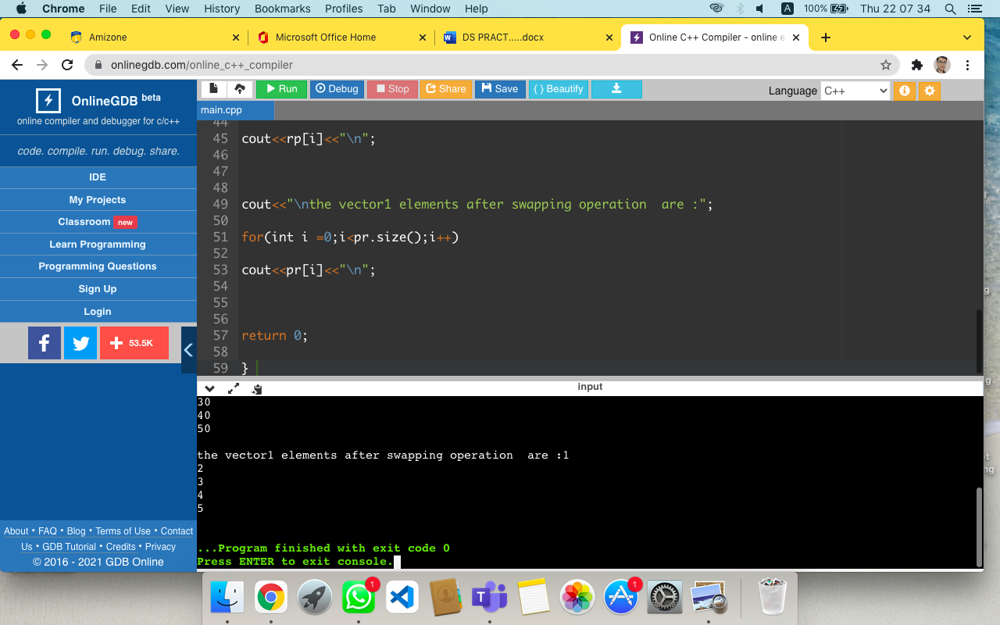 Chrome File Edit View History Bookmarks Profiles Tab Window Help A 100% Thu 22 07 34
Amizone Microsoft Office Home DS PRACT.....docx Online C++ Compiler - online e
onlinegdb.com/online_c++_compiler
OnlineGDB beta
online compiler and debugger for c/c++
code. compile. run. debug. share.
IDE
My Projects
Classroom new
Learn Programming
Programming Questions
Sign Up
Login
53.5K
About • FAQ • Blog • Terms of Use • Contact
Us • GDB Tutorial • Credits • Privacy
© 2016 - 2021 GDB Online
Run Debug Stop Share Save { } Beautify
Language C++
main.cpp
44
45 cout<<rp[i]<<"\n";
46
47
48
49 cout<<"\nthe vector1 elements after swapping operation  are :";
50
51 for(int i =0;i<pr.size();i++)
52
53 cout<<pr[i]<<"\n";
54
55
56
57 return 0;
58
59 }
input
30
40
50
the vector1 elements after swapping operation  are :1
2
3
4
5
...Program finished with exit code 0
Press ENTER to exit console.
1
1